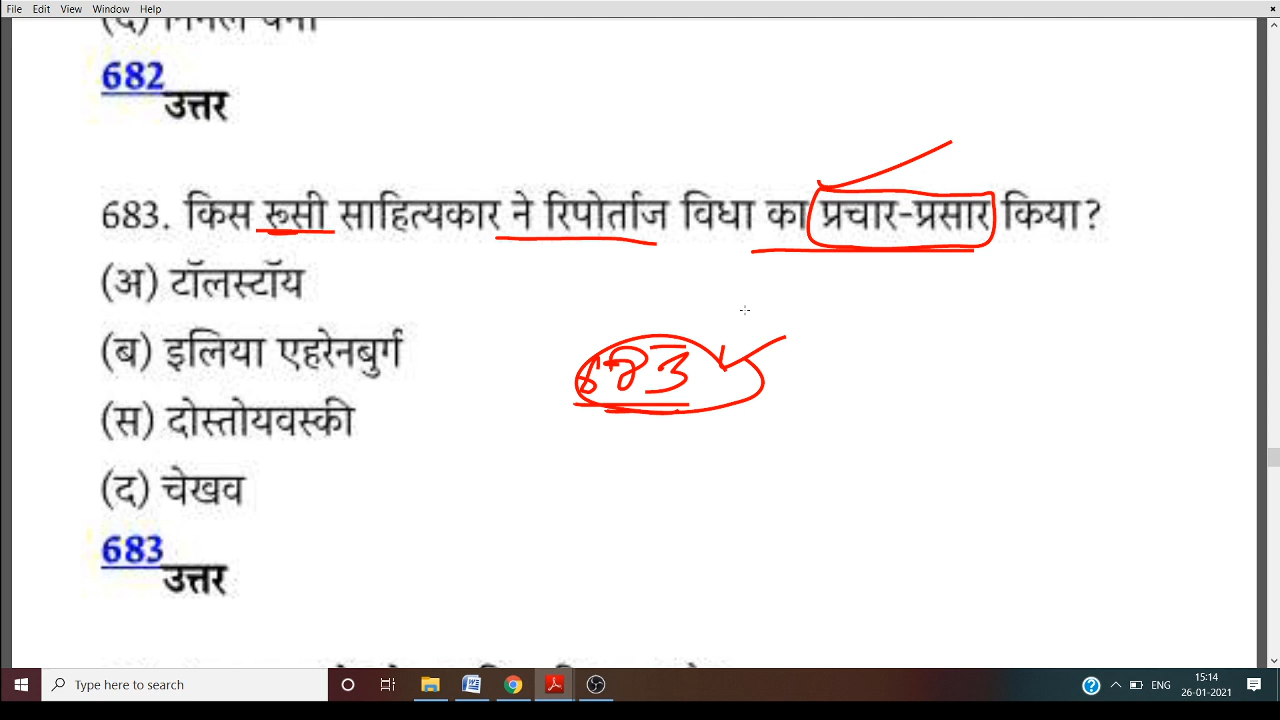 File Edit View Window Help
682
उत्तर
683. किस रूसी साहित्यकार ने रिपोर्ताज विधा का प्रचार-प्रसार किया?
(अ) टॉलस्टॉय
(ब) इलिया एहरेनबुर्ग
683
(स) दोस्तोयवस्की
(द) चेखव
683
उत्तर
Type here to search
ENG
15:14
26-01-2021